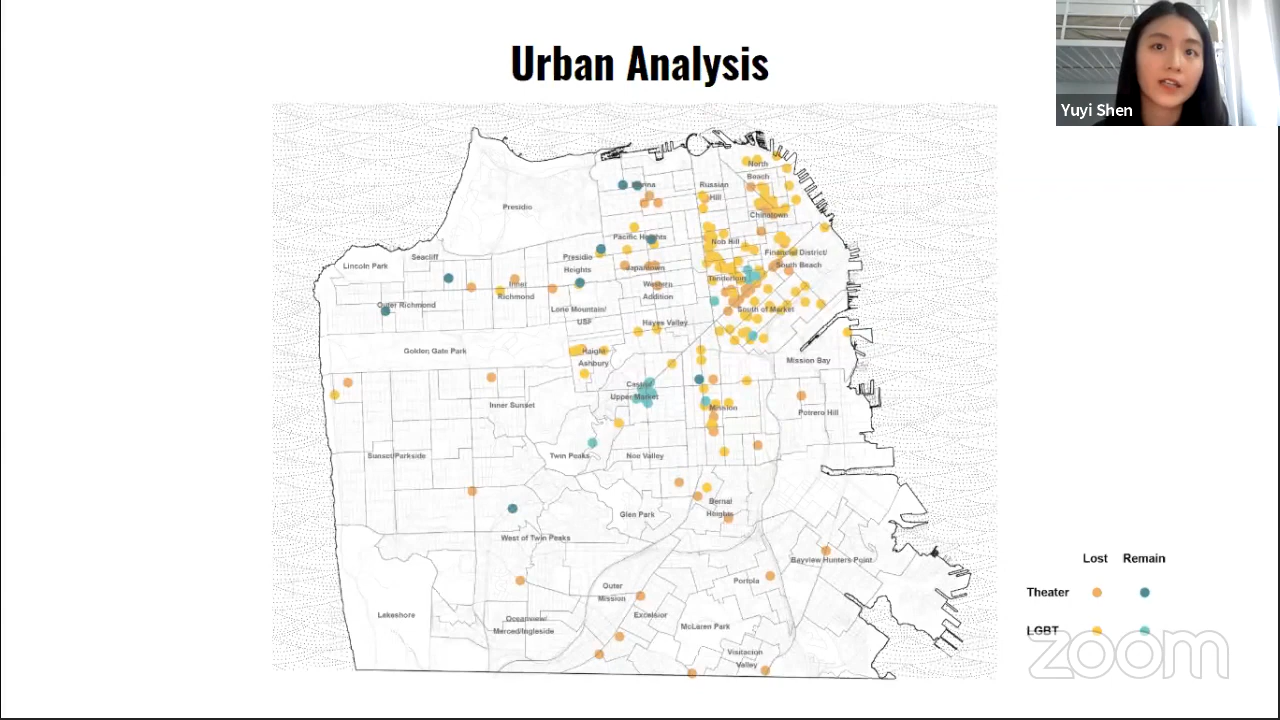 Urban Analysis
Yuyi Shen
North
Beach
Russian
Hill
Presidio
Chinatown
Pacific Heights
Nob Hill
Financial District/
South Beach
Seacliff
Lincoln Park
Presidio
Heights
Japantown
Tenderloin
Inner
Richmond
Western
Addition
Outer Richmond
Lone Mountain/
USF
South of Market
Hayes Valley
Golden Gate Park
Haight
Ashbury
Mission Bay
Castro/
Upper Market
Inner Sunset
Mission
Potrero Hill
Sunset/Parkside
Twin Peaks
Noe Valley
Bernal
Heights
Glen Park
West of Twin Peaks
Bayview Hunters Point
Portola
Outer
Mission
Lakeshore
Excelsior
Oceanview/
Merced/Ingleside
McLaren Park
Visitacion
Valley
Lost Remain
Theater
LGBT
zoom